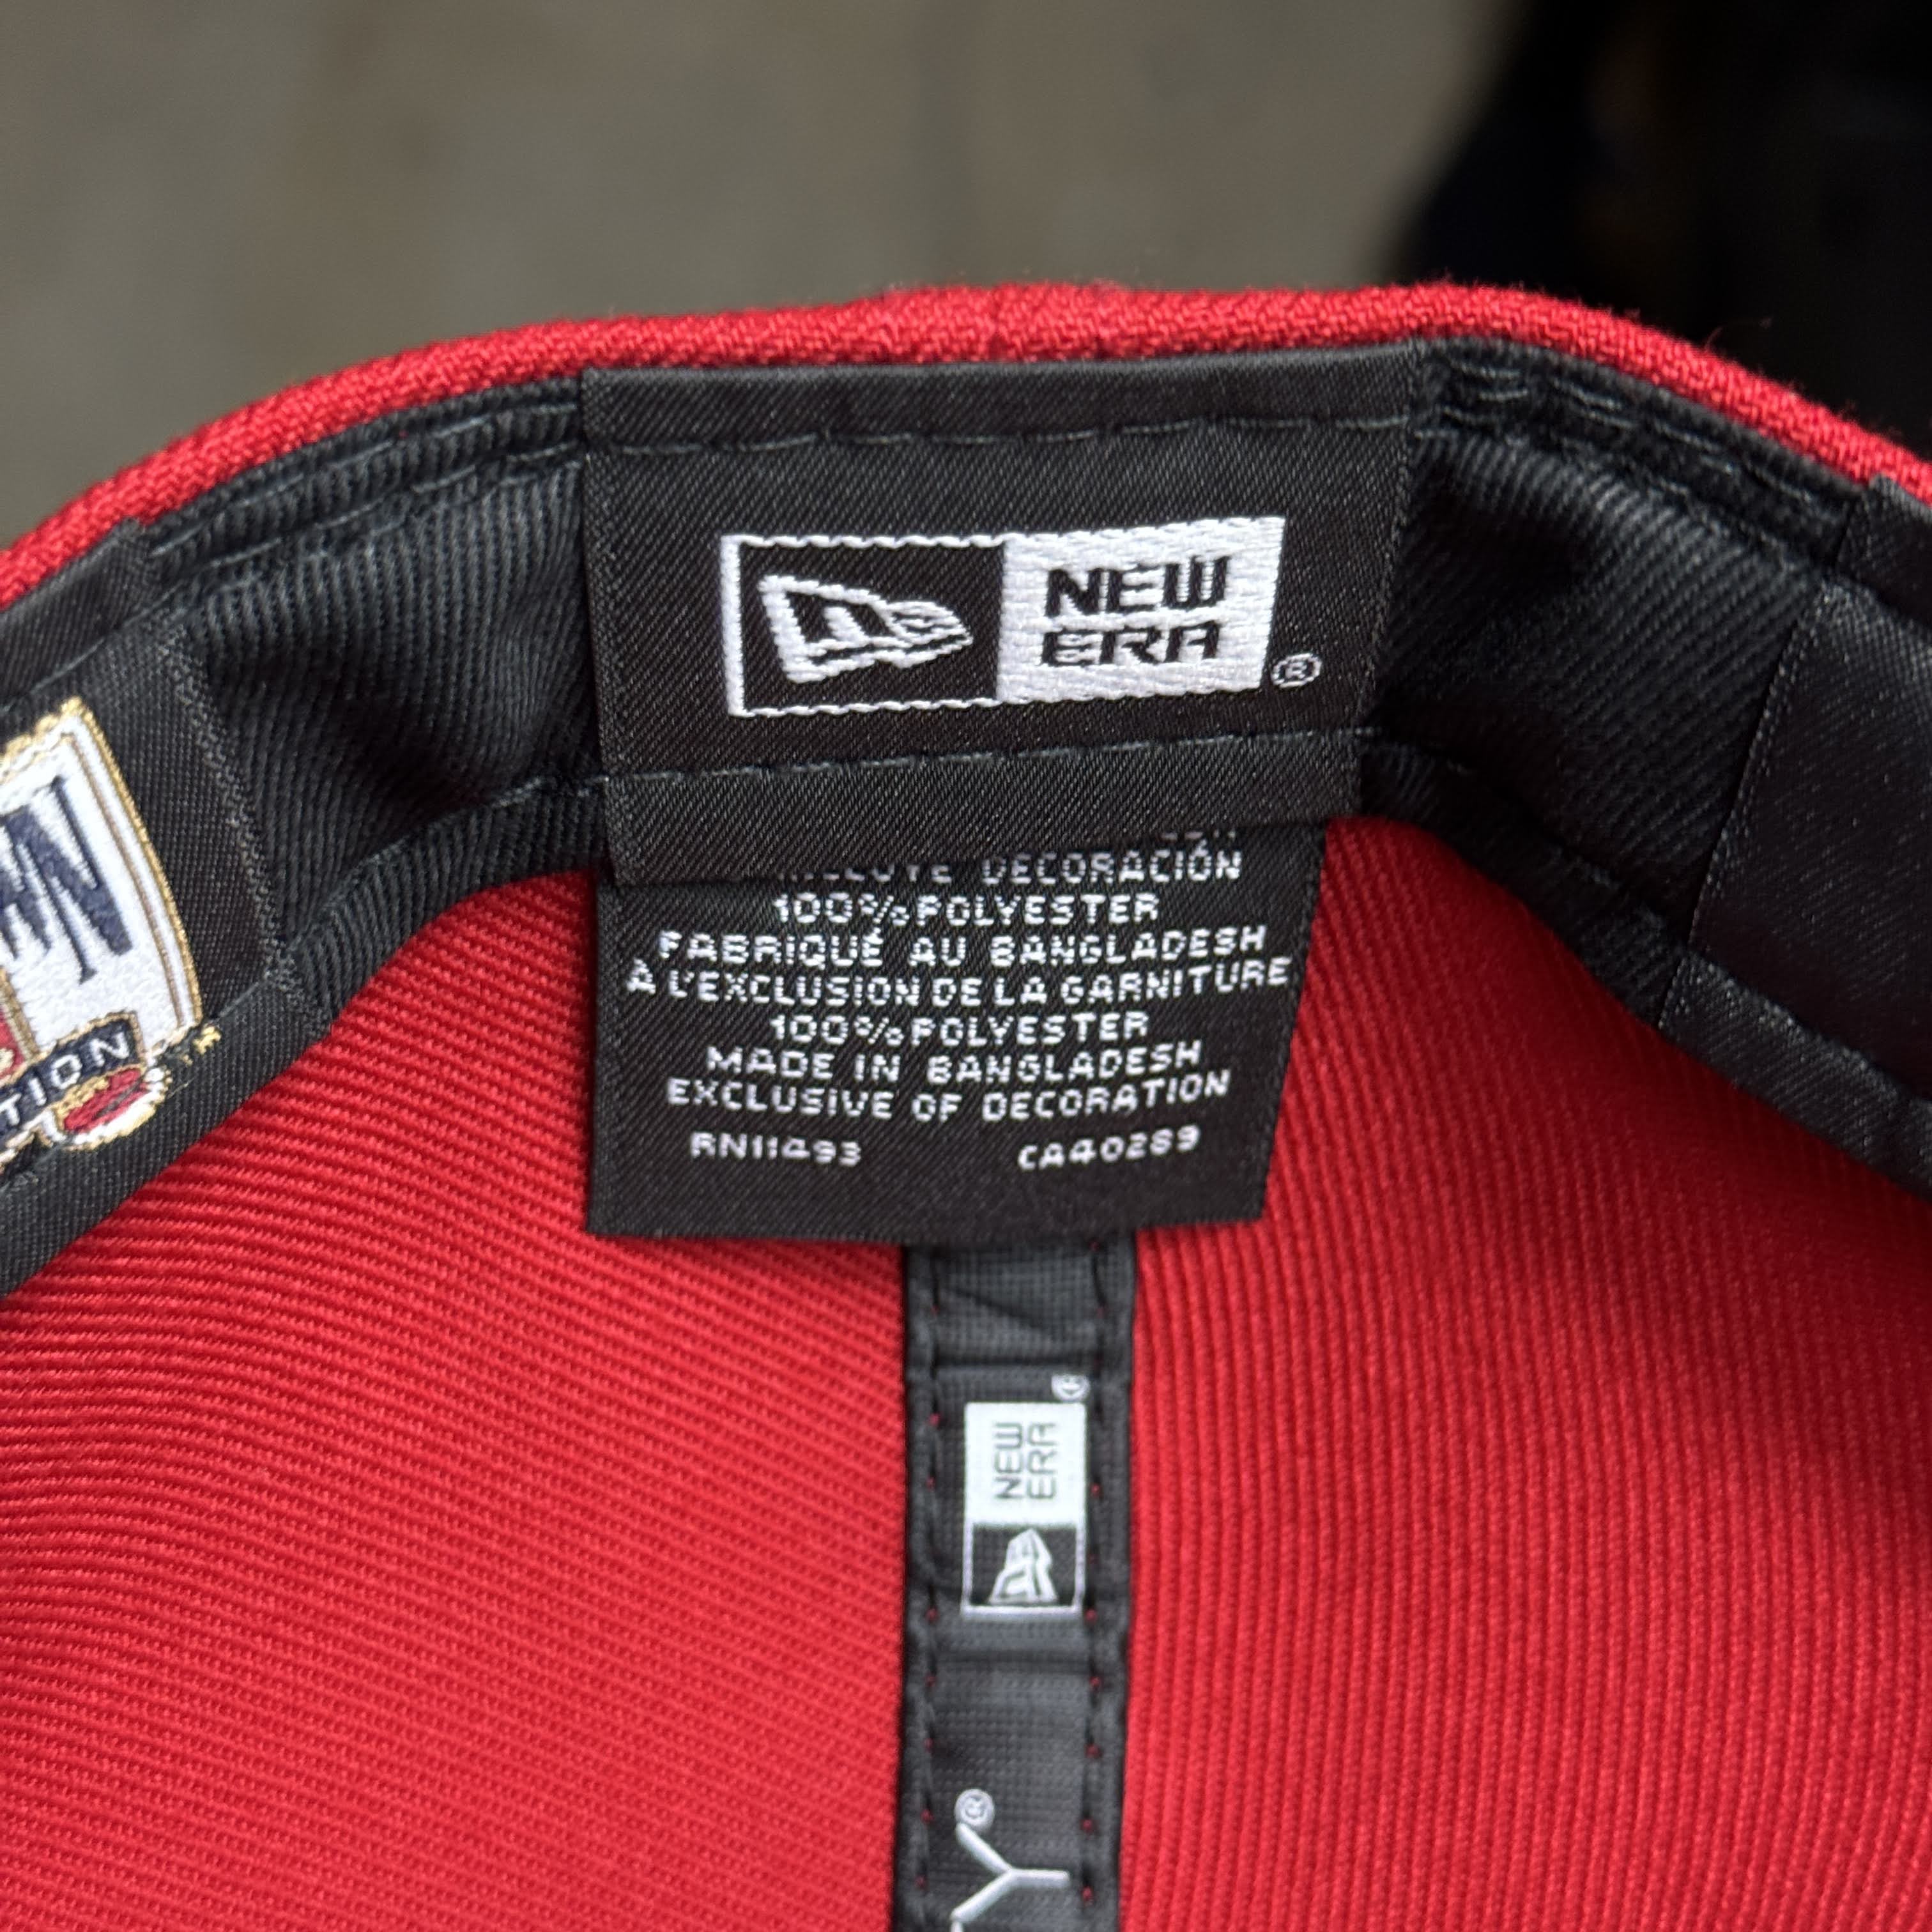 NEW
ERA
®
DECORACIÓN
100% POLYESTER
FABRIQUÉ AU BANGLADESH
À L'EXCLUSION DE LA GARNITURE
100% POLYESTER
MADE IN BANGLADESH
EXCLUSIVE OF DECORATION
RN11493 CA40289
NEW
ERA
®
Y®
TM